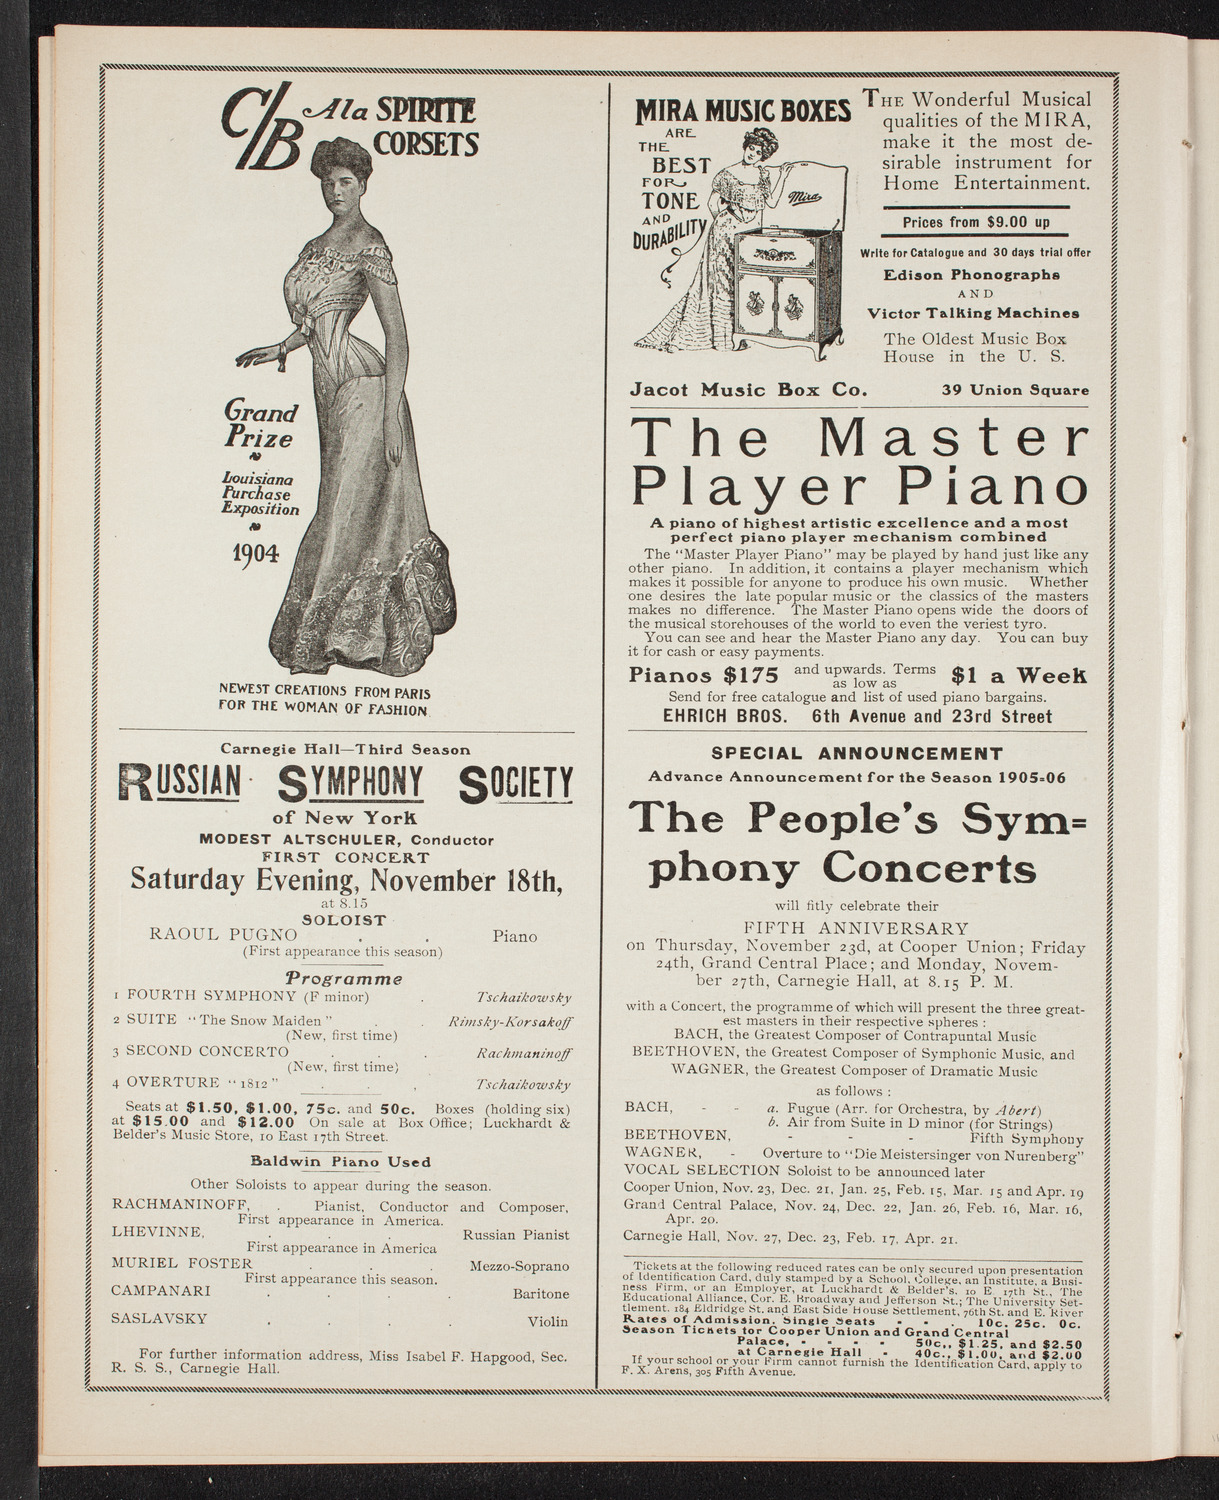 C/B Ala SPIRITE
CORSETS
Grand
Prize
Louisiana
Purchase
Exposition
1904
NEWEST CREATIONS FROM PARIS
FOR THE WOMAN OF FASHION
Carnegie Hall—Third Season
RUSSIAN SYMPHONY SOCIETY
of New York
MODEST ALTSCHULER, Conductor
FIRST CONCERT
Saturday Evening, November 18th,
at 8.15
SOLOIST
RAOUL PUGNO . . Piano
(First appearance this season)
Programme
1 FOURTH SYMPHONY (F minor) . Tschaikowsky
2 SUITE "The Snow Maiden" . . Rimsky-Korsakoff
(New, first time)
3 SECOND CONCERTO . . . Rachmaninoff
(New, first time)
4 OVERTURE "1812" . . , Tschaikowsky
Seats at $1.50, $1.00, 75c. and 50c. Boxes (holding six)
at $15.00 and $12.00 On sale at Box Office; Luckhardt &
Belder's Music Store, 10 East 17th Street.
Baldwin Piano Used
Other Soloists to appear during the season.
RACHMANINOFF, . Pianist, Conductor and Composer,
First appearance in America.
LHEVINNE, . . . Russian Pianist
First appearance in America
MURIEL FOSTER . . . Mezzo-Soprano
First appearance this season.
CAMPANARI . . . . Baritone
SASLAVSKY . . . . Violin
For further information address, Miss Isabel F. Hapgood, Sec.
R. S. S., Carnegie Hall.
MIRA MUSIC BOXES
ARE
THE
BEST
FOR
TONE
AND
DURABILITY
Mira
THE Wonderful Musical
qualities of the MIRA,
make it the most de-
sirable instrument for
Home Entertainment.
Prices from $9.00 up
Write for Catalogue and 30 days trial offer
Edison Phonographs
AND
Victor Talking Machines
The Oldest Music Box
House in the U. S.
Jacot Music Box Co. 39 Union Square
The Master
Player Piano
A piano of highest artistic excellence and a most
perfect piano player mechanism combined
The "Master Player Piano" may be played by hand just like any
other piano. In addition, it contains a player mechanism which
makes it possible for anyone to produce his own music. Whether
one desires the late popular music or the classics of the masters
makes no difference. The Master Piano opens wide the doors of
the musical storehouses of the world to even the veriest tyro.
You can see and hear the Master Piano any day. You can buy
it for cash or easy payments.
Pianos $175 and upwards. Terms as low as $1 a Week
Send for free catalogue and list of used piano bargains.
EHRICH BROS. 6th Avenue and 23rd Street
SPECIAL ANNOUNCEMENT
Advance Announcement for the Season 1905=06
The People's Sym=
phony Concerts
will fitly celebrate their
FIFTH ANNIVERSARY
on Thursday, November 23d, at Cooper Union; Friday
24th, Grand Central Place; and Monday, Novem-
ber 27th, Carnegie Hall, at 8.15 P. M.
with a Concert, the programme of which will present the three great-
est masters in their respective spheres:
BACH, the Greatest Composer of Contrapuntal Music
BEETHOVEN, the Greatest Composer of Symphonic Music, and
WAGNER, the Greatest Composer of Dramatic Music
as follows:
BACH, - - a. Fugue (Arr. for Orchestra, by Abert)
b. Air from Suite in D minor (for Strings)
BEETHOVEN, - - - Fifth Symphony
WAGNER, - Overture to "Die Meistersinger von Nurenberg"
VOCAL SELECTION Soloist to be announced later
Cooper Union, Nov. 23, Dec. 21, Jan. 25, Feb. 15, Mar. 15 and Apr. 19
Grand Central Palace, Nov. 24, Dec. 22, Jan. 26, Feb. 16, Mar. 16,
Apr. 20.
Carnegie Hall, Nov. 27, Dec. 23, Feb. 17, Apr. 21.
Tickets at the following reduced rates can be only secured upon presentation
of Identification Card, duly stamped by a School, College, an Institute, a Busi-
ness Firm, or an Employer, at Luckhardt & Belder's, 10 E. 17th St., The
Educational Alliance, Cor. E. Broadway and Jefferson St.; The University Set-
tlement, 184 Eldridge St. and East Side House Settlement, 76th St. and E. River
Rates of Admission, Single Seats - - - 10c. 25c. 0c.
Season Tickets for Cooper Union and Grand Central
Palace, - - - - 50c., $1.25, and $2.50
at Carnegie Hall - 40c., $1.00, and $2.00
If your school or your Firm cannot furnish the Identification Card, apply to
F. X. Arens, 305 Fifth Avenue.